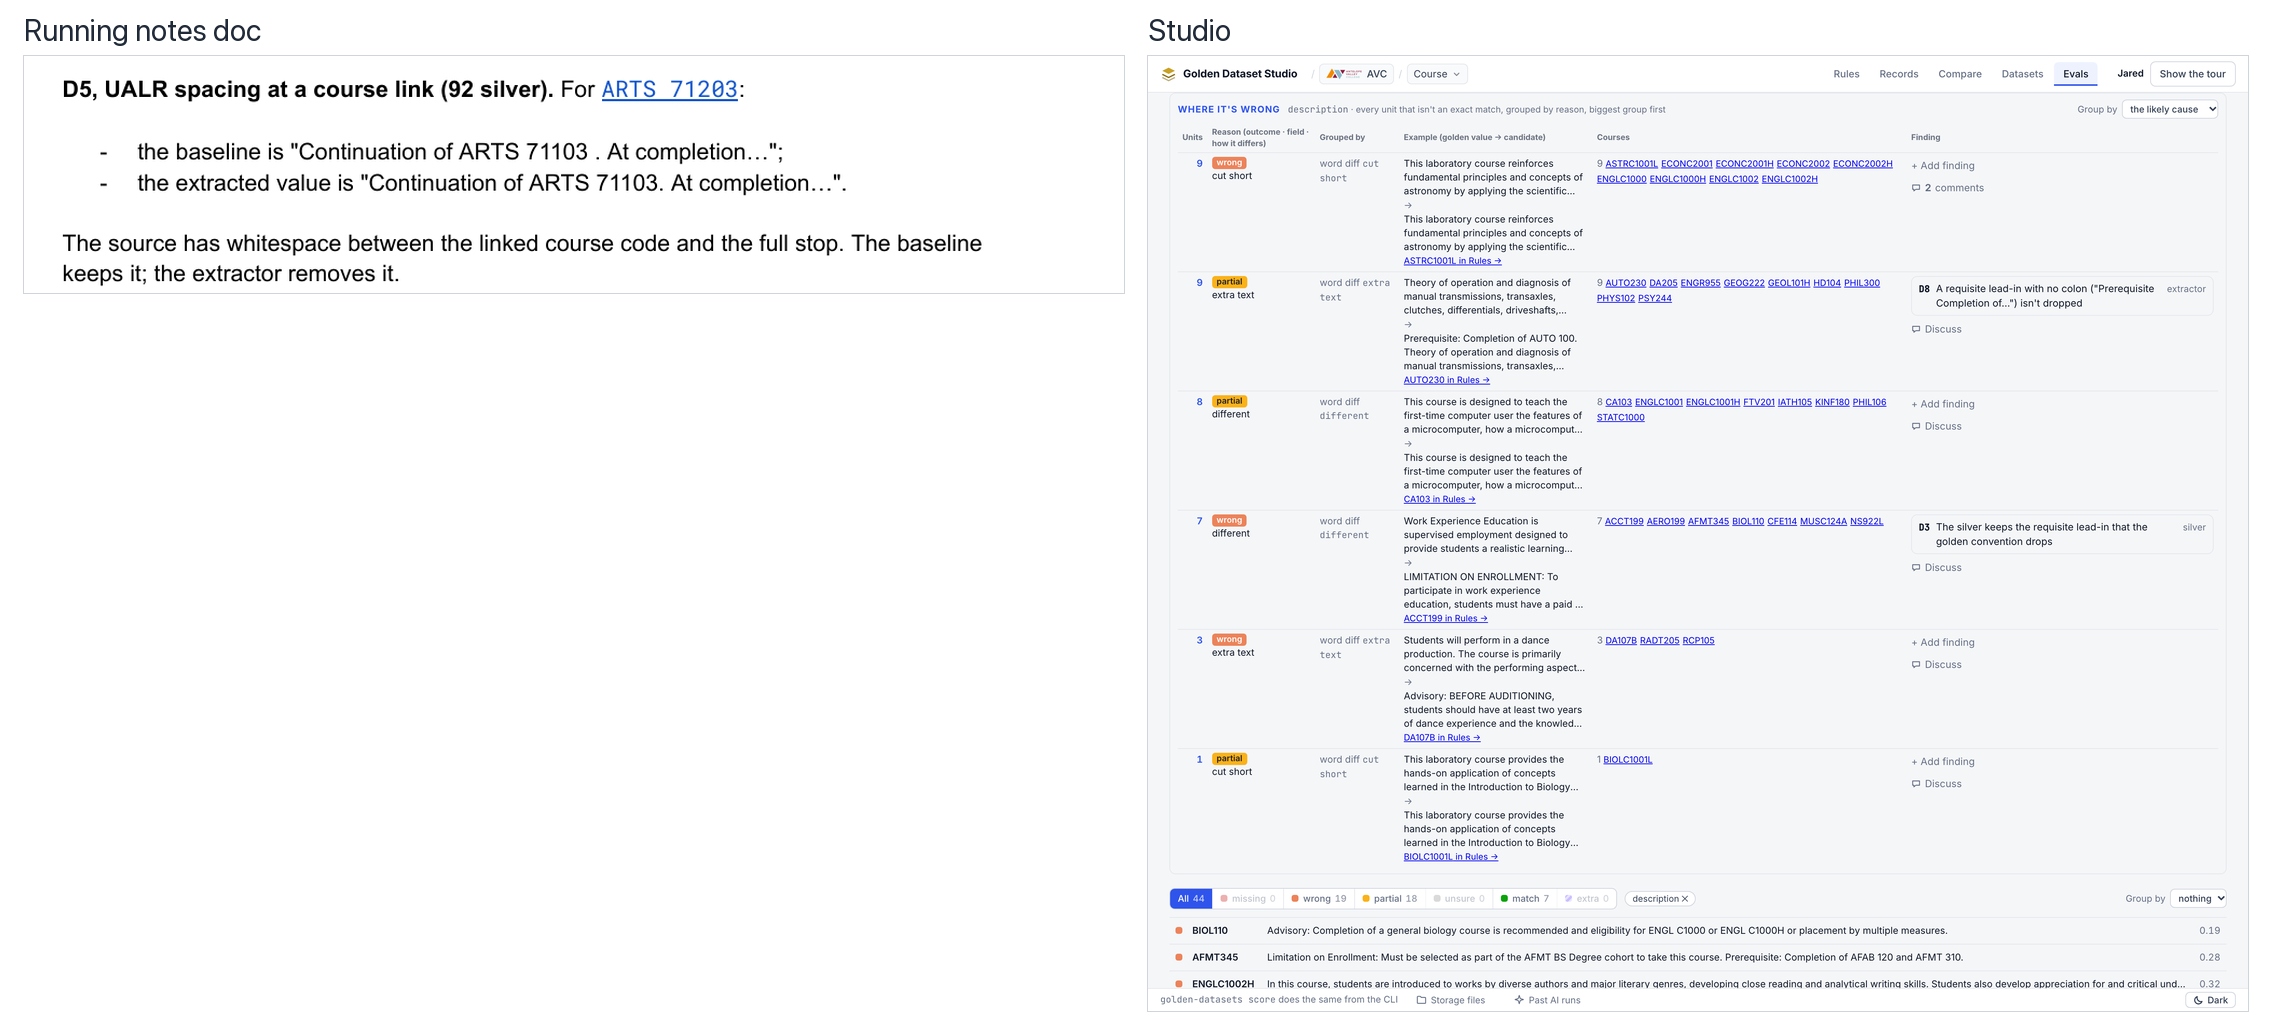 Running notes doc
D5, UALR spacing at a course link (92 silver). For ARTS 71203:
- the baseline is "Continuation of ARTS 71103 . At completion…";
- the extracted value is "Continuation of ARTS 71103. At completion…".
The source has whitespace between the linked course code and the full stop. The baseline
keeps it; the extractor removes it.
Studio
Golden Dataset Studio / AVC / Course
Rules Records Compare Datasets Evals Jared Show the tour
WHERE IT'S WRONG description · every unit that isn't an exact match, grouped by reason, biggest group first
Group by the likely cause
Units Reason (outcome · field · how it differs) Grouped by Example (golden value → candidate) Courses Finding
9 wrong
cut short
word diff cut
short
This laboratory course reinforces
fundamental principles and concepts of
astronomy by applying the scientific…
→
This laboratory course reinforces
fundamental principles and concepts of
astronomy by applying the scientific…
ASTRC1001L in Rules →
9 ASTRC1001L ECONC2001 ECONC2001H ECONC2002 ECONC2002H
ENGLC1000 ENGLC1000H ENGLC1002 ENGLC1002H
+ Add finding
2 comments
9 partial
extra text
word diff extra
text
Theory of operation and diagnosis of
manual transmissions, transaxles,
clutches, differentials, driveshafts,…
→
Prerequisite: Completion of AUTO 100.
Theory of operation and diagnosis of
manual transmissions, transaxles,…
AUTO230 in Rules →
9 AUTO230 DA205 ENGR955 GEOG222 GEOL101H HD104 PHIL300
PHYS102 PSY244
D8 A requisite lead-in with no colon ("Prerequisite extractor
Completion of…") isn't dropped
Discuss
8 partial
different
word diff
different
This course is designed to teach the
first-time computer user the features of
a microcomputer, how a microcomput…
→
This course is designed to teach the
first-time computer user the features of
a microcomputer, how a microcomput…
CA103 in Rules →
8 CA103 ENGLC1001 ENGLC1001H FTV201 IATH105 KINF180 PHIL106
STATC1000
+ Add finding
Discuss
7 wrong
different
word diff
different
Work Experience Education is
supervised employment designed to
provide students a realistic learning…
→
LIMITATION ON ENROLLMENT: To
participate in work experience
education, students must have a paid …
ACCT199 in Rules →
7 ACCT199 AERO199 AFMT345 BIOL110 CFE114 MUSC124A NS922L
D3 The silver keeps the requisite lead-in that the silver
golden convention drops
Discuss
3 wrong
extra text
word diff extra
text
Students will perform in a dance
production. The course is primarily
concerned with the performing aspect…
→
Advisory: BEFORE AUDITIONING,
students should have at least two years
of dance experience and the knowled…
DA107B in Rules →
3 DA107B RADT205 RCP105
+ Add finding
Discuss
1 partial
cut short
word diff cut
short
This laboratory course provides the
hands-on application of concepts
learned in the Introduction to Biology…
→
This laboratory course provides the
hands-on application of concepts
learned in the Introduction to Biology…
BIOLC1001L in Rules →
1 BIOLC1001L
+ Add finding
Discuss
All 44 missing 0 wrong 19 partial 18 unsure 0 match 7 extra 0 description ×
Group by nothing
BIOL110 Advisory: Completion of a general biology course is recommended and eligibility for ENGL C1000 or ENGL C1000H or placement by multiple measures. 0.19
AFMT345 Limitation on Enrollment: Must be selected as part of the AFMT BS Degree cohort to take this course. Prerequisite: Completion of AFAB 120 and AFMT 310. 0.28
ENGLC1002H In this course, students are introduced to works by diverse authors and major literary genres, developing close reading and analytical writing skills. Students also develop appreciation for and critical und… 0.32
golden-datasets score does the same from the CLI Storage files Past AI runs Dark